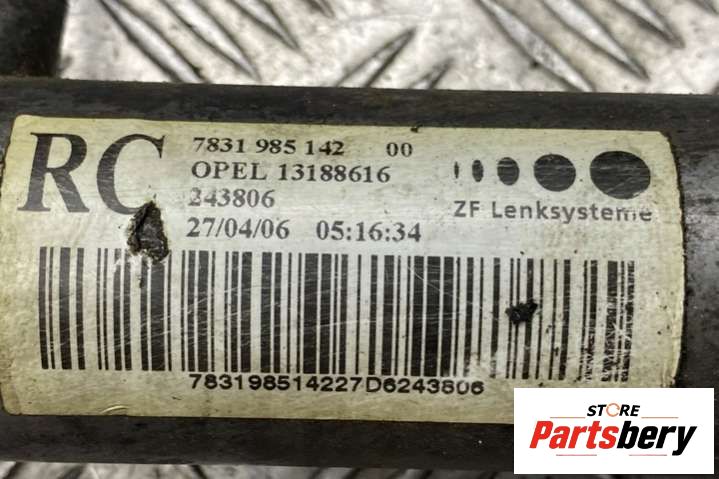 RC
7831 985 142 00
OPEL 13188616
243806
27/04/06 05:16:34
ZF Lenksysteme
783198514227D6243806
STORE
Partsbery